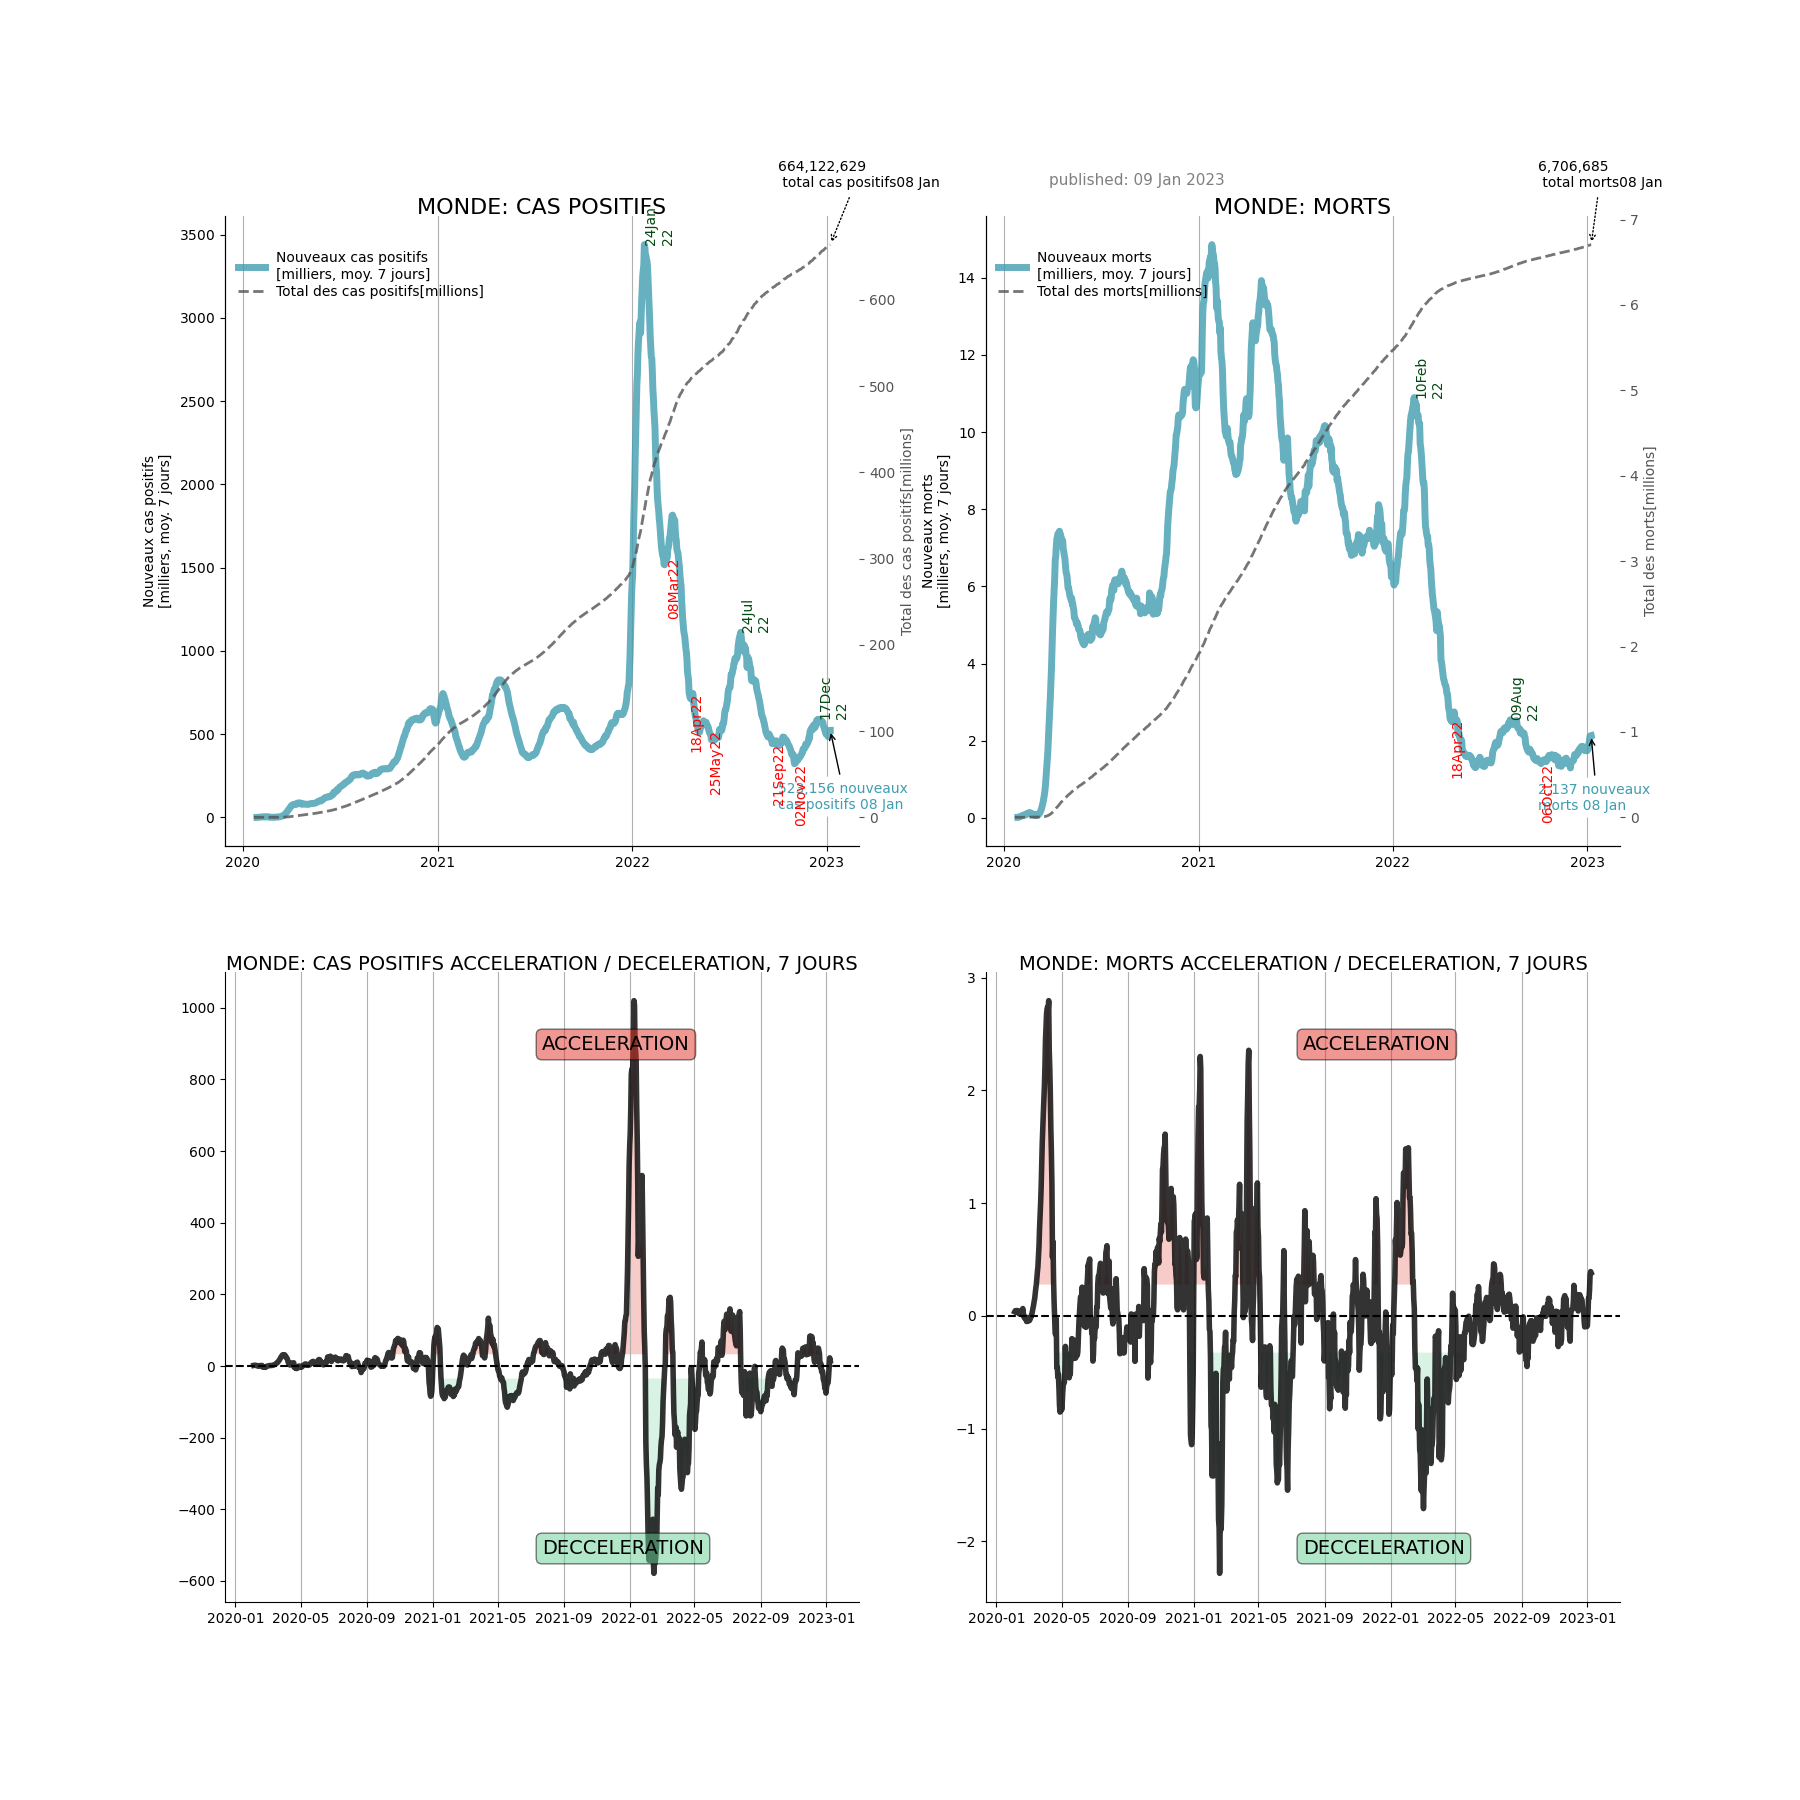 664,122,629
total cas positifs08 Jan
published: 09 Jan 2023
6,706,685
total morts08 Jan
MONDE: CAS POSITIFS
MONDE: MORTS
Nouveaux cas positifs
[milliers, moy. 7 jours]
Total des cas positifs[millions]
24Jan
22
08Mar22
18Apr22
25May22
24Jul
22
21Sep22
02Nov22
17Dec
22
nouveaux
cas positifs 08 Jan
Nouveaux cas positifs
[milliers, moy. 7 jours]
3500
3000
2500
2000
1500
1000
500
0
600
500
400
300
200
100
0
Total des cas positifs[millions]
2020
2021
2022
2023
Nouveaux morts
[milliers, moy. 7 jours]
Total des morts[millions]
10Feb
22
18Apr22
09Aug
22
06Oct22
2,137 nouveaux
morts 08 Jan
Nouveaux morts
[milliers, moy. 7 jours]
14
12
10
8
6
4
2
0
7
6
5
4
3
2
1
0
Total des morts[millions]
2020
2021
2022
2023
MONDE: CAS POSITIFS ACCELERATION / DECELERATION, 7 JOURS
ACCELERATION
DECCELERATION
1000
800
600
400
200
0
−200
−400
−600
2020-01 2020-05 2020-09 2021-01 2021-05 2021-09 2022-01 2022-05 2022-09 2023-01
MONDE: MORTS ACCELERATION / DECELERATION, 7 JOURS
ACCELERATION
DECCELERATION
3
2
1
0
−1
−2
2020-01 2020-05 2020-09 2021-01 2021-05 2021-09 2022-01 2022-05 2022-09 2023-01